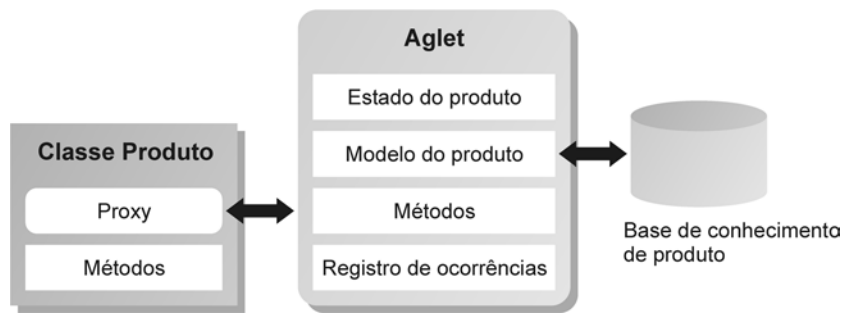 Classe Produto
Proxy
Métodos
Aglet
Estado do produto
Modelo do produto
Métodos
Registro de ocorrências
Base de conhecimento
de produto